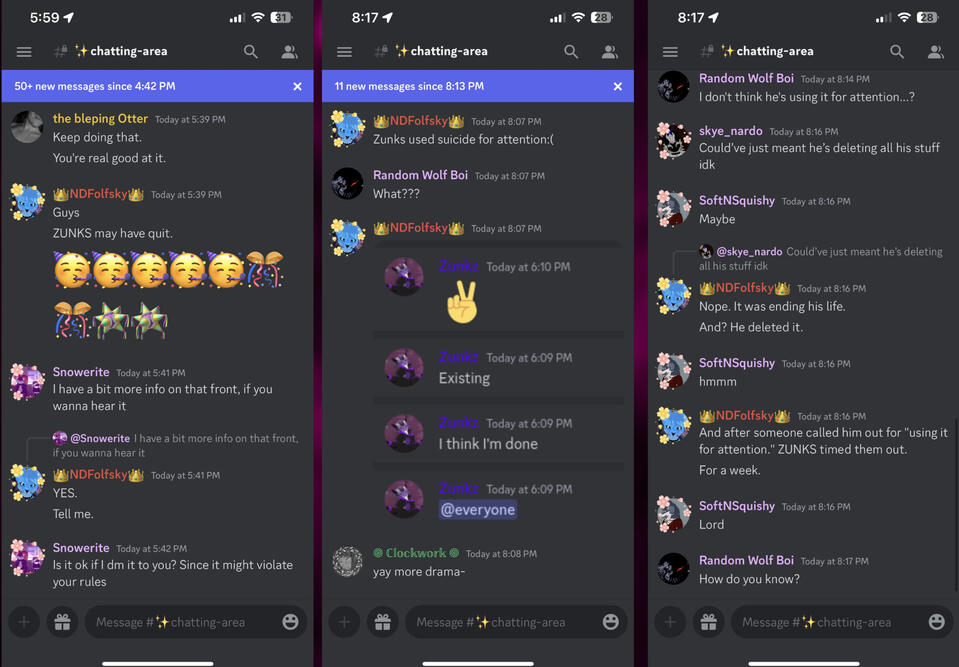 5:59
31
# ✨chatting-area
50+ new messages since 4:42 PM
the bleping Otter Today at 5:39 PM
Keep doing that.
You're real good at it.
👑NDFolfsky👑 Today at 5:39 PM
Guys
ZUNKS may have quit.
🥳🥳🥳🥳🥳🎊
🎊🪅🪅
Snowerite Today at 5:41 PM
I have a bit more info on that front, if you
wanna hear it
@Snowerite I have a bit more info on that front,
if you wanna hear it
👑NDFolfsky👑 Today at 5:41 PM
YES.
Tell me.
Snowerite Today at 5:42 PM
Is it ok if I dm it to you? Since it might violate
your rules
Message #✨chatting-area
8:17
28
# ✨chatting-area
11 new messages since 8:13 PM
👑NDFolfsky👑 Today at 8:07 PM
Zunks used suicide for attention:(
Random Wolf Boi Today at 8:07 PM
What???
👑NDFolfsky👑 Today at 8:07 PM
Zunkz Today at 6:10 PM
✌️
Zunkz Today at 6:09 PM
Existing
Zunkz Today at 6:09 PM
I think I'm done
Zunkz Today at 6:09 PM
@everyone
֍ Clockwork ֍ Today at 8:08 PM
yay more drama~
Message #✨chatting-area
8:17
28
# ✨chatting-area
Random Wolf Boi Today at 8:14 PM
I don't think he's using it for attention...?
skye_nardo Today at 8:16 PM
Could've just meant he's deleting all his stuff
idk
SoftNSquishy Today at 8:16 PM
Maybe
@skye_nardo Could've just meant he's deleting
all his stuff idk
👑NDFolfsky👑 Today at 8:16 PM
Nope. It was ending his life.
And? He deleted it.
SoftNSquishy Today at 8:16 PM
hmmm
👑NDFolfsky👑 Today at 8:16 PM
And after someone called him out for "using it
for attention." ZUNKS timed them out.
For a week.
SoftNSquishy Today at 8:16 PM
Lord
Random Wolf Boi Today at 8:17 PM
How do you know?
Message #✨chatting-area